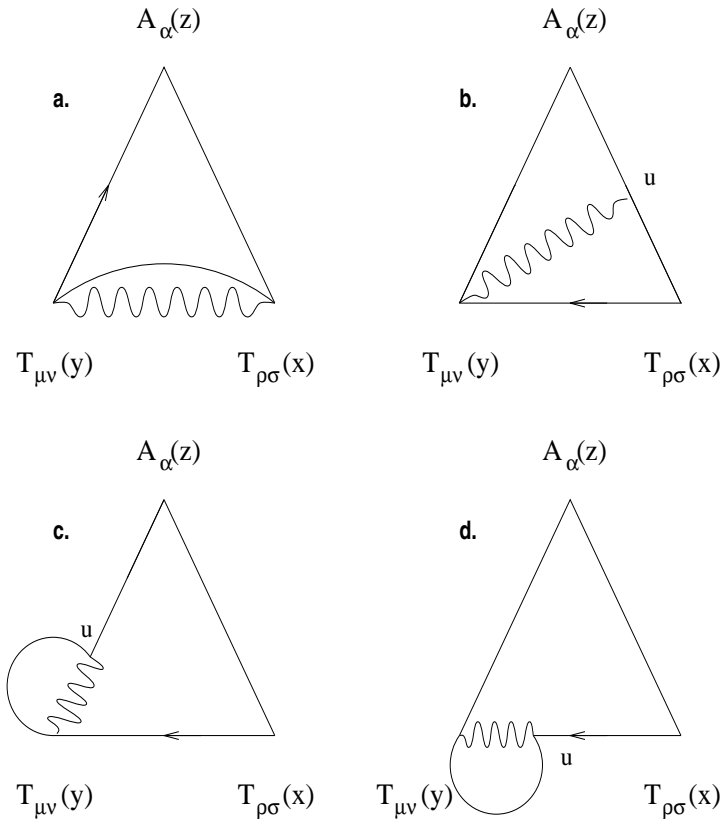 A_α(z)
a.
T_μν(y) T_ρσ(x)
A_α(z)
b.
u
T_μν(y) T_ρσ(x)
A_α(z)
c.
u
T_μν(y) T_ρσ(x)
A_α(z)
d.
u
T_μν(y) T_ρσ(x)